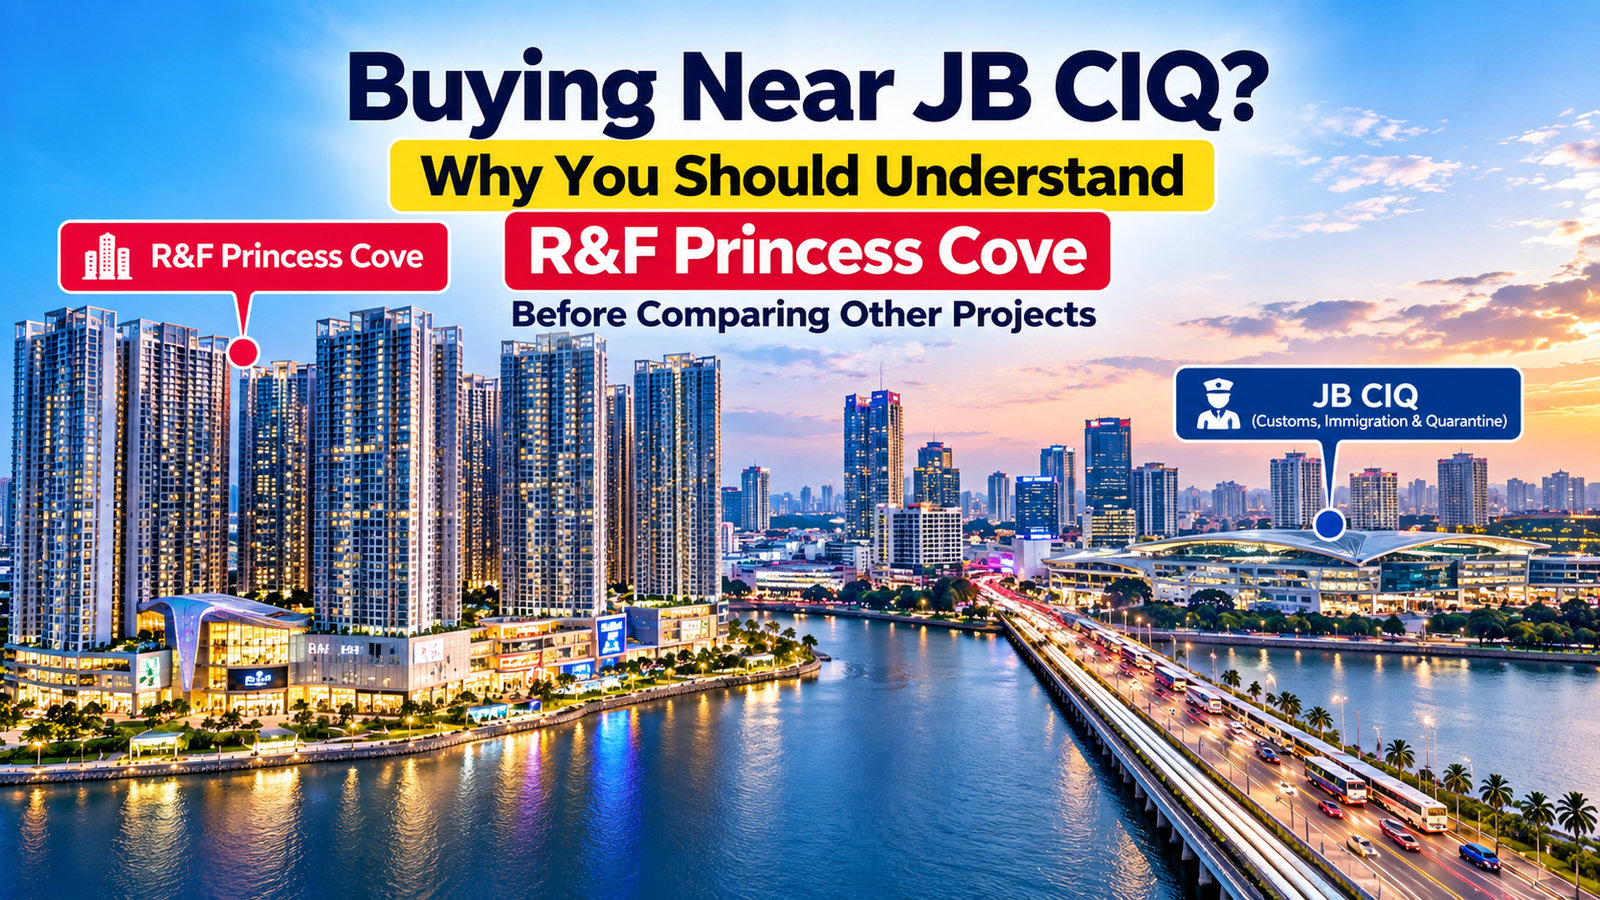 Buying Near JB CIQ?
Why You Should Understand
R&F Princess Cove
Before Comparing Other Projects
R&F Princess Cove
JB CIQ
(Customs, Immigration & Quarantine)